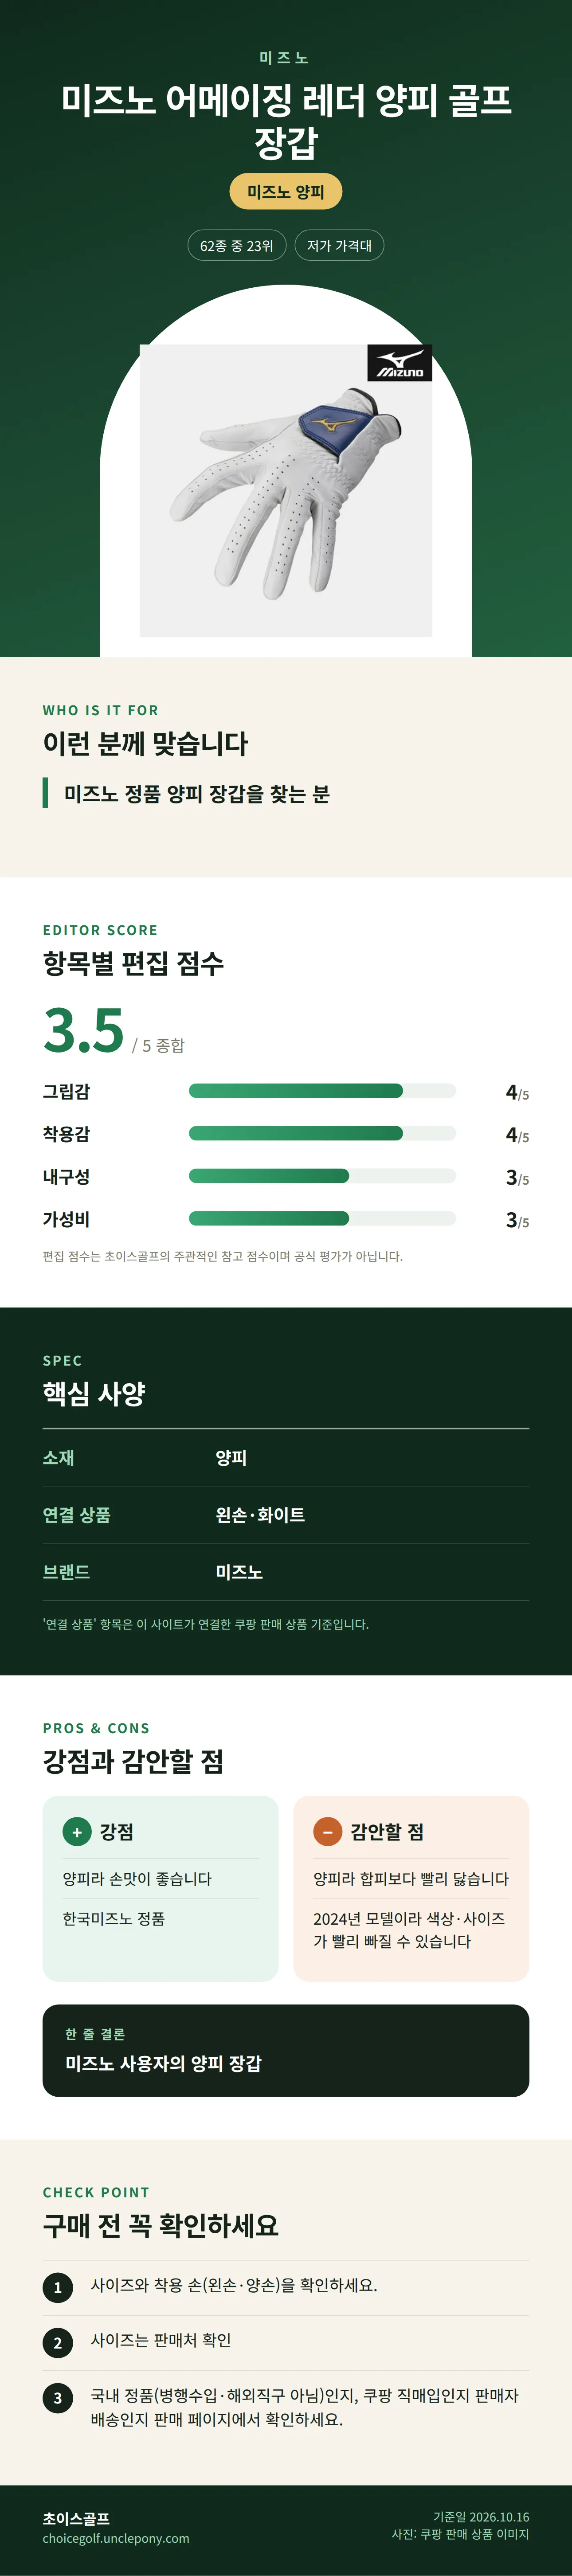 미즈노
미즈노 어메이징 레더 양피 골프
장갑
미즈노 양피
62종 중 23위
저가 가격대
MIZUNO
WHO IS IT FOR
이런 분께 맞습니다
미즈노 정품 양피 장갑을 찾는 분
EDITOR SCORE
항목별 편집 점수
3.5 / 5 종합
그립감 4/5
착용감 4/5
내구성 3/5
가성비 3/5
편집 점수는 초이스골프의 주관적인 참고 점수이며 공식 평가가 아닙니다.
SPEC
핵심 사양
소재 양피
연결 상품 왼손·화이트
브랜드 미즈노
'연결 상품' 항목은 이 사이트가 연결한 쿠팡 판매 상품 기준입니다.
PROS & CONS
강점과 감안할 점
+ 강점
양피라 손맛이 좋습니다
한국미즈노 정품
− 감안할 점
양피라 합피보다 빨리 닳습니다
2024년 모델이라 색상·사이즈
가 빨리 빠질 수 있습니다
한 줄 결론
미즈노 사용자의 양피 장갑
CHECK POINT
구매 전 꼭 확인하세요
1 사이즈와 착용 손(왼손·양손)을 확인하세요.
2 사이즈는 판매처 확인
3 국내 정품(병행수입·해외직구 아님)인지, 쿠팡 직매입인지 판매자
배송인지 판매 페이지에서 확인하세요.
초이스골프
choicegolf.unclepony.com
기준일 2026.10.16
사진: 쿠팡 판매 상품 이미지